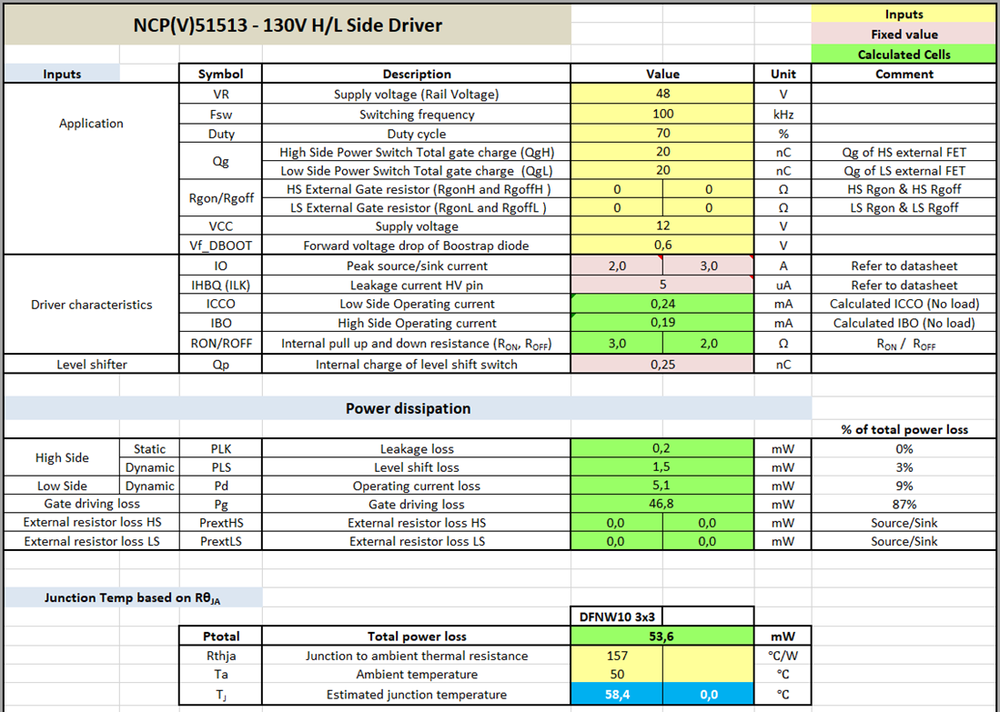 NCP(V)51513 - 130V H/L Side Driver
Inputs
Fixed value
Calculated Cells
Inputs Symbol Description Value Unit Comment
Application
VR Supply voltage (Rail Voltage) 48 V
Fsw Switching frequency 100 kHz
Duty Duty cycle 70 %
Qg
High Side Power Switch Total gate charge (QgH) 20 nC Qg of HS external FET
Low Side Power Switch Total gate charge (QgL) 20 nC Qg of LS external FET
Rgon/Rgoff
HS External Gate resistor (RgonH and RgoffH ) 0 0 Ω HS Rgon & HS Rgoff
LS External Gate resistor (RgonL and RgoffL ) 0 0 Ω LS Rgon & LS Rgoff
VCC Supply voltage 12 V
Vf_DBOOT Forward voltage drop of Boostrap diode 0,6 V
Driver characteristics
IO Peak source/sink current 2,0 3,0 A Refer to datasheet
IHBQ (ILK) Leakage current HV pin 5 uA Refer to datasheet
ICCO Low Side Operating current 0,24 mA Calculated ICCO (No load)
IBO High Side Operating current 0,19 mA Calculated IBO (No load)
RON/ROFF Internal pull up and down resistance (RON, ROFF) 3,0 2,0 Ω RON / ROFF
Level shifter Qp Internal charge of level shift switch 0,25 nC
Power dissipation
% of total power loss
High Side
Static PLK Leakage loss 0,2 mW 0%
Dynamic PLS Level shift loss 1,5 mW 3%
Low Side Dynamic Pd Operating current loss 5,1 mW 9%
Gate driving loss Pg Gate driving loss 46,8 mW 87%
External resistor loss HS PrextHS External resistor loss HS 0,0 0,0 mW Source/Sink
External resistor loss LS PrextLS External resistor loss LS 0,0 0,0 mW Source/Sink
Junction Temp based on RθJA
DFNW10 3x3
Ptotal Total power loss 53,6 mW
Rthja Junction to ambient thermal resistance 157 °C/W
Ta Ambient temperature 50 °C
TJ Estimated junction temperature 58,4 0,0 °C